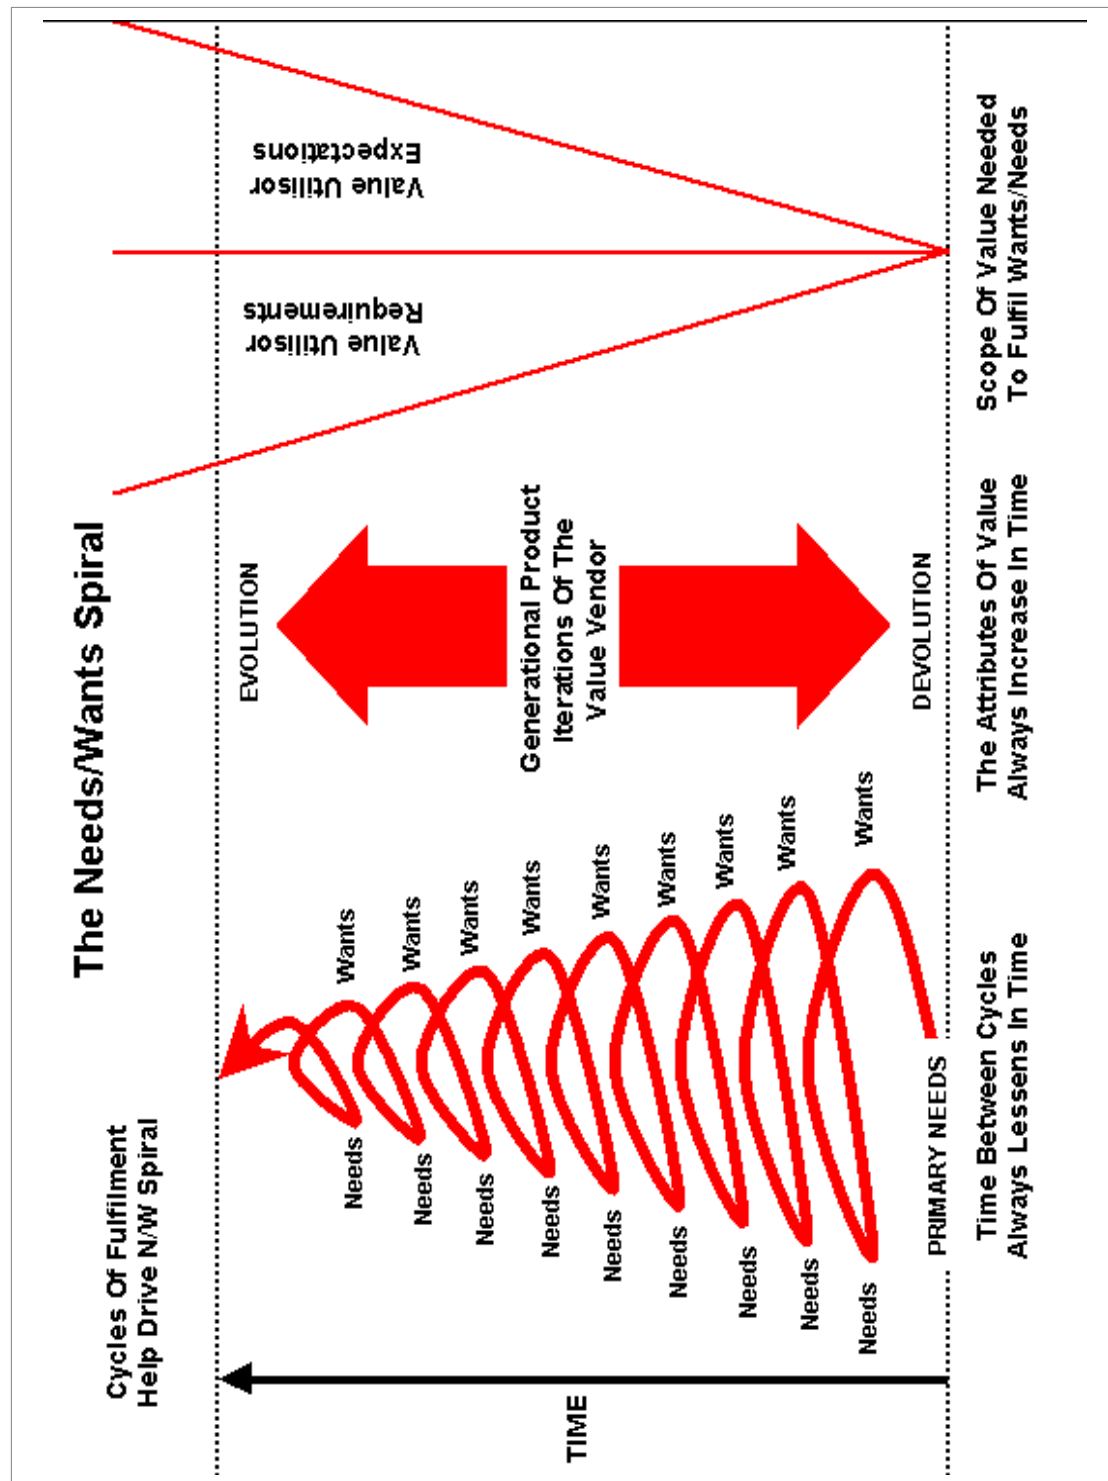 The Needs/Wants Spiral
Cycles Of Fulfilment
Help Drive N/W Spiral
TIME
Needs
Needs
Needs
Needs
Needs
Needs
Needs
Needs
Needs
Wants
Wants
Wants
Wants
Wants
Wants
Wants
Wants
Wants
PRIMARY NEEDS
EVOLUTION
Generational Product
Iterations Of The
Value Vendor
DEVOLUTION
Value Utilisor
Requirements
Value Utilisor
Expectations
Time Between Cycles
Always Lessens In Time
The Attributes Of Value
Always Increase In Time
Scope Of Value Needed
To Fulfil Wants/Needs